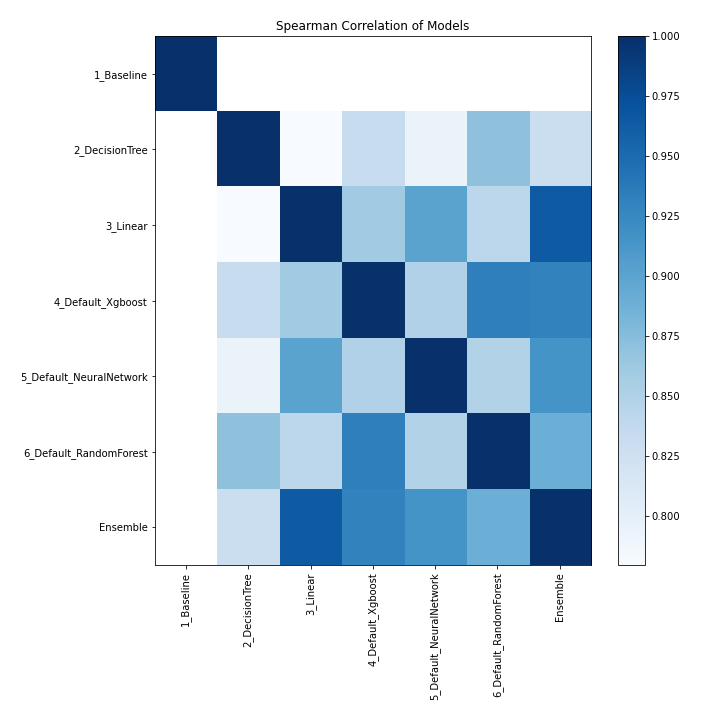 Spearman Correlation of Models
1_Baseline
2_DecisionTree
3_Linear
4_Default_Xgboost
5_Default_NeuralNetwork
6_Default_RandomForest
Ensemble
1_Baseline
2_DecisionTree
3_Linear
4_Default_Xgboost
5_Default_NeuralNetwork
6_Default_RandomForest
Ensemble
1.000
0.975
0.950
0.925
0.900
0.875
0.850
0.825
0.800